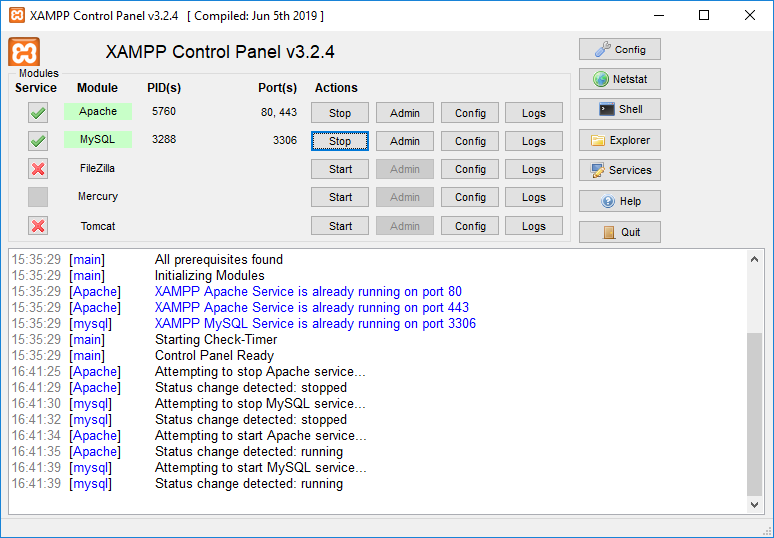 XAMPP Control Panel v3.2.4 [ Compiled: Jun 5th 2019 ]
XAMPP Control Panel v3.2.4
Config
Netstat
Shell
Explorer
Services
Help
Quit
Modules
Service Module PID(s) Port(s) Actions
Apache 5760 80, 443 Stop Admin Config Logs
MySQL 3288 3306 Stop Admin Config Logs
FileZilla Start Admin Config Logs
Mercury Start Admin Config Logs
Tomcat Start Admin Config Logs
15:35:29 [main] All prerequisites found
15:35:29 [main] Initializing Modules
15:35:29 [Apache] XAMPP Apache Service is already running on port 80
15:35:29 [Apache] XAMPP Apache Service is already running on port 443
15:35:29 [mysql] XAMPP MySQL Service is already running on port 3306
15:35:29 [main] Starting Check-Timer
15:35:29 [main] Control Panel Ready
16:41:25 [Apache] Attempting to stop Apache service...
16:41:29 [Apache] Status change detected: stopped
16:41:30 [mysql] Attempting to stop MySQL service...
16:41:32 [mysql] Status change detected: stopped
16:41:34 [Apache] Attempting to start Apache service...
16:41:35 [Apache] Status change detected: running
16:41:39 [mysql] Attempting to start MySQL service...
16:41:39 [mysql] Status change detected: running